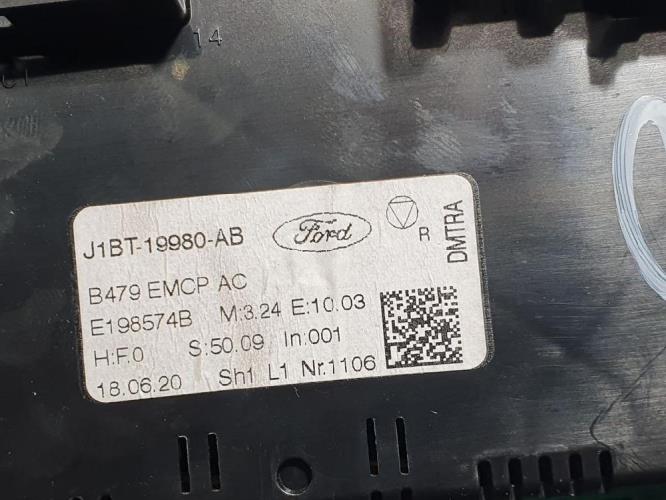 14
J1BT-19980-AB
Ford
R
DMTRA
B479 EMCP AC
E198574B M:3.24 E:10.03
H:F.0 S:50.09 In:001
18.06.20 Sh1 L1 Nr.1106